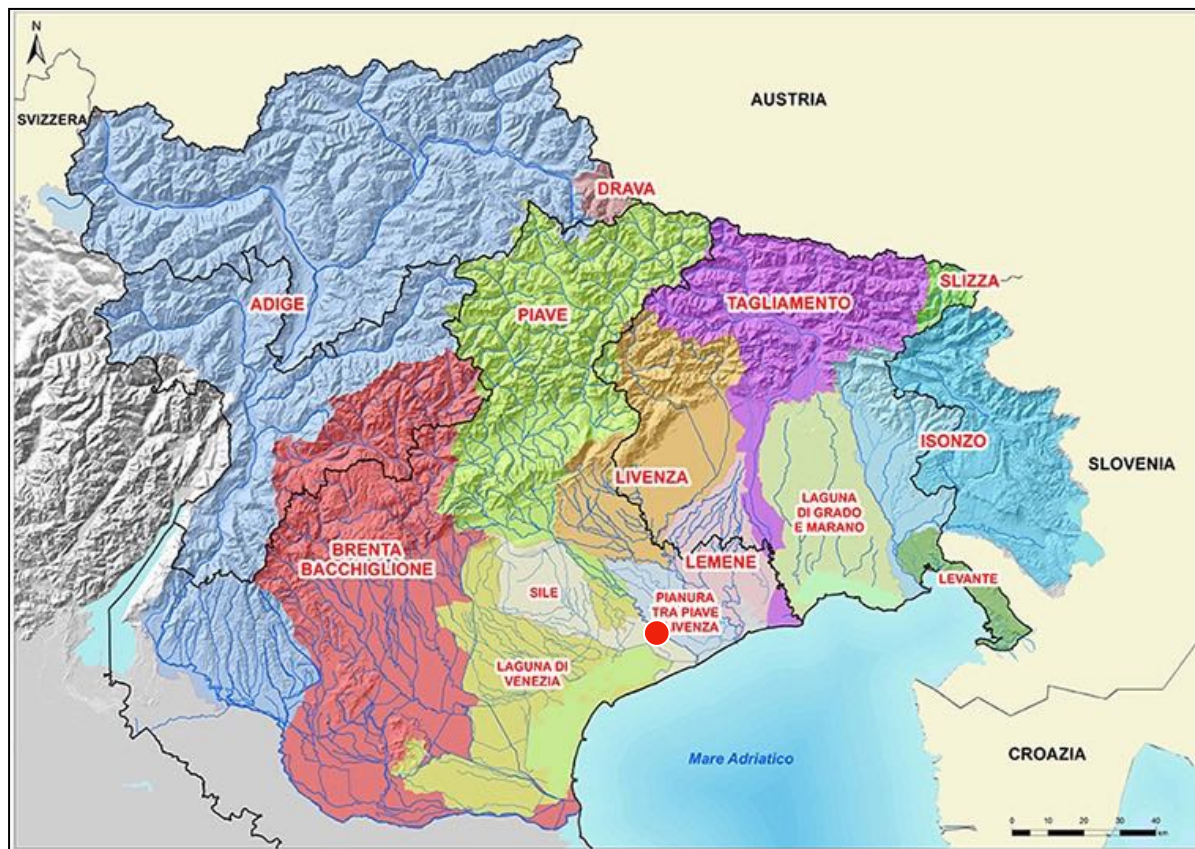 N
SVIZZERA
AUSTRIA
DRAVA
SLIZZA
ADIGE
PIAVE
TAGLIAMENTO
ISONZO
SLOVENIA
LIVENZA
LAGUNA
DI GRADO
E MARANO
BRENTA
BACCHIGLIONE
LEMENE
LEVANTE
SILE
PIANURA
TRA PIAVE
IVENZA
LAGUNA DI
VENEZIA
Mare Adriatico
CROAZIA
0 10 20 30 40
km